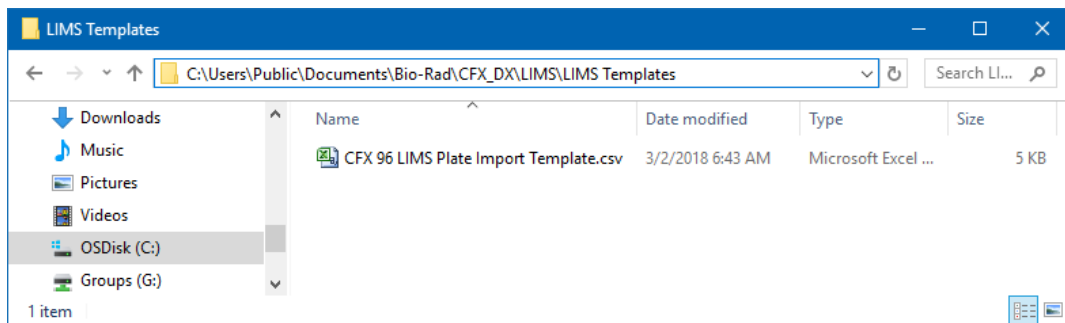 LIMS Templates
C:\Users\Public\Documents\Bio-Rad\CFX_DX\LIMS\LIMS Templates
Search LI...
Downloads
Name Date modified Type Size
Music
CFX 96 LIMS Plate Import Template.csv 3/2/2018 6:43 AM Microsoft Excel ... 5 KB
Pictures
Videos
OSDisk (C:)
Groups (G:)
1 item